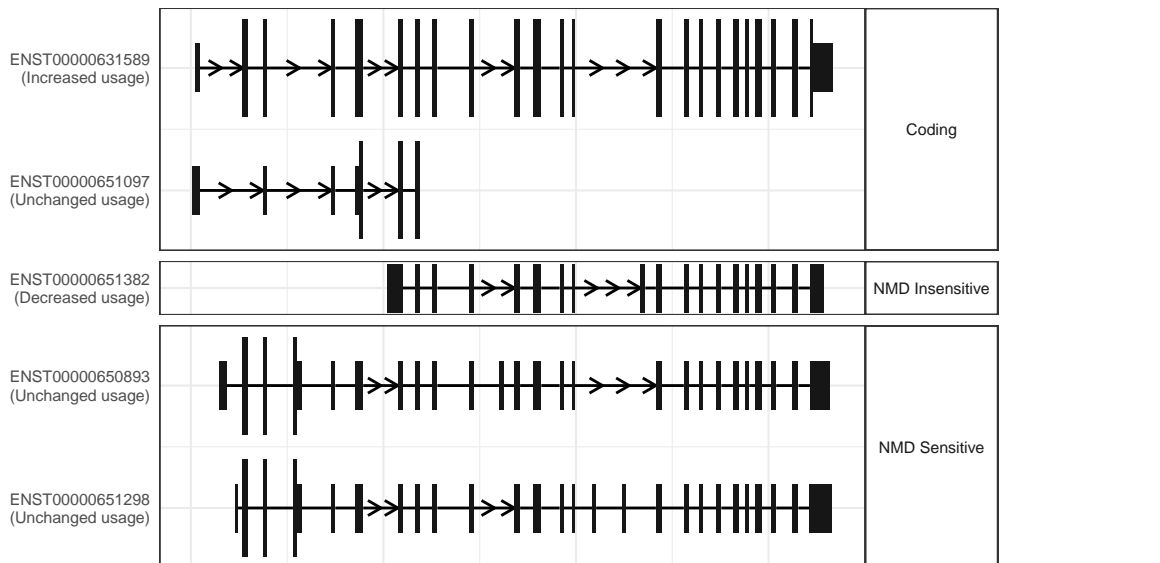 ENST00000631589
(Increased usage)
Coding
ENST00000651097
(Unchanged usage)
ENST00000651382
(Decreased usage)
NMD Insensitive
ENST00000650893
(Unchanged usage)
NMD Sensitive
ENST00000651298
(Unchanged usage)